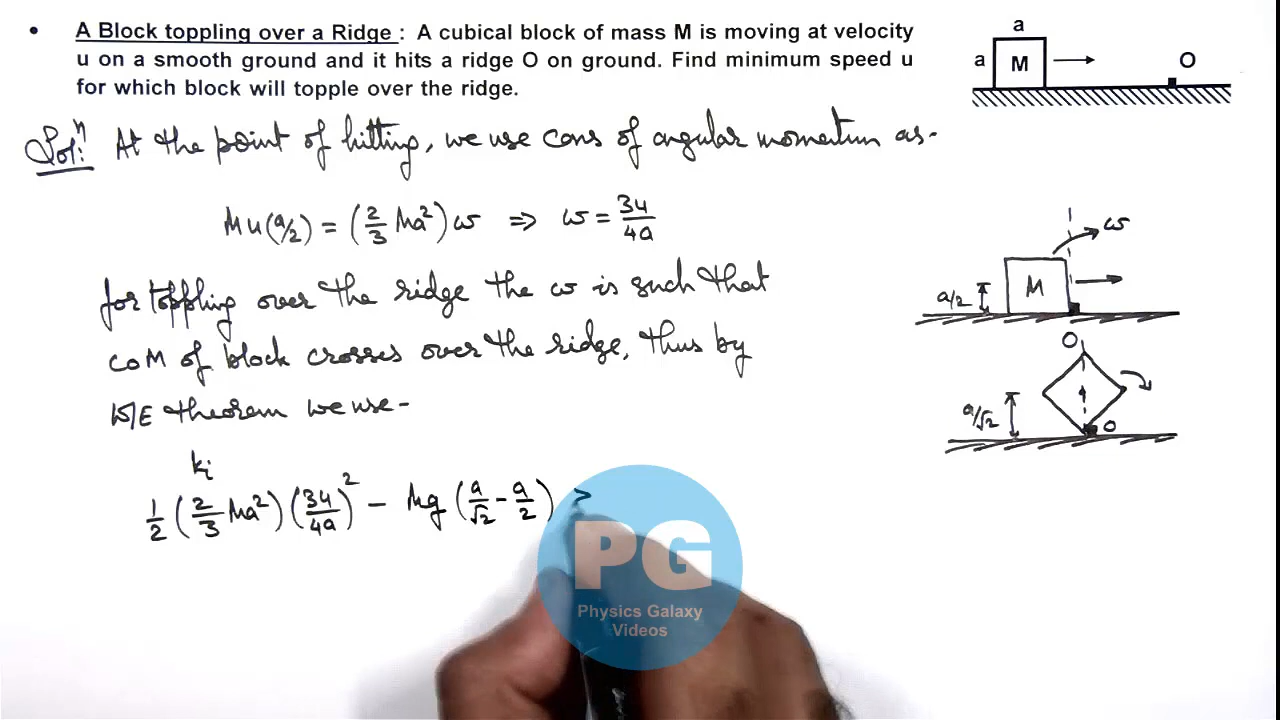 • A Block toppling over a Ridge : A cubical block of mass M is moving at velocity
u on a smooth ground and it hits a ridge O on ground. Find minimum speed u
for which block will topple over the ridge.
a
a M O
Solⁿ: At the point of hitting, we use cons of angular momentum as-
Mu(a/2) = (2/3 Ma²) ω ⇒ ω = 3u/4a
for toppling over the ridge the ω is such that
COM of block crosses over the ridge, thus by
W/E theorem we use-
ki
1/2 (2/3 Ma²)(3u/4a)² - Mg (a/√2 - a/2) >
ω
a/2 M
O
a/√2 O
PG
Physics Galaxy
Videos